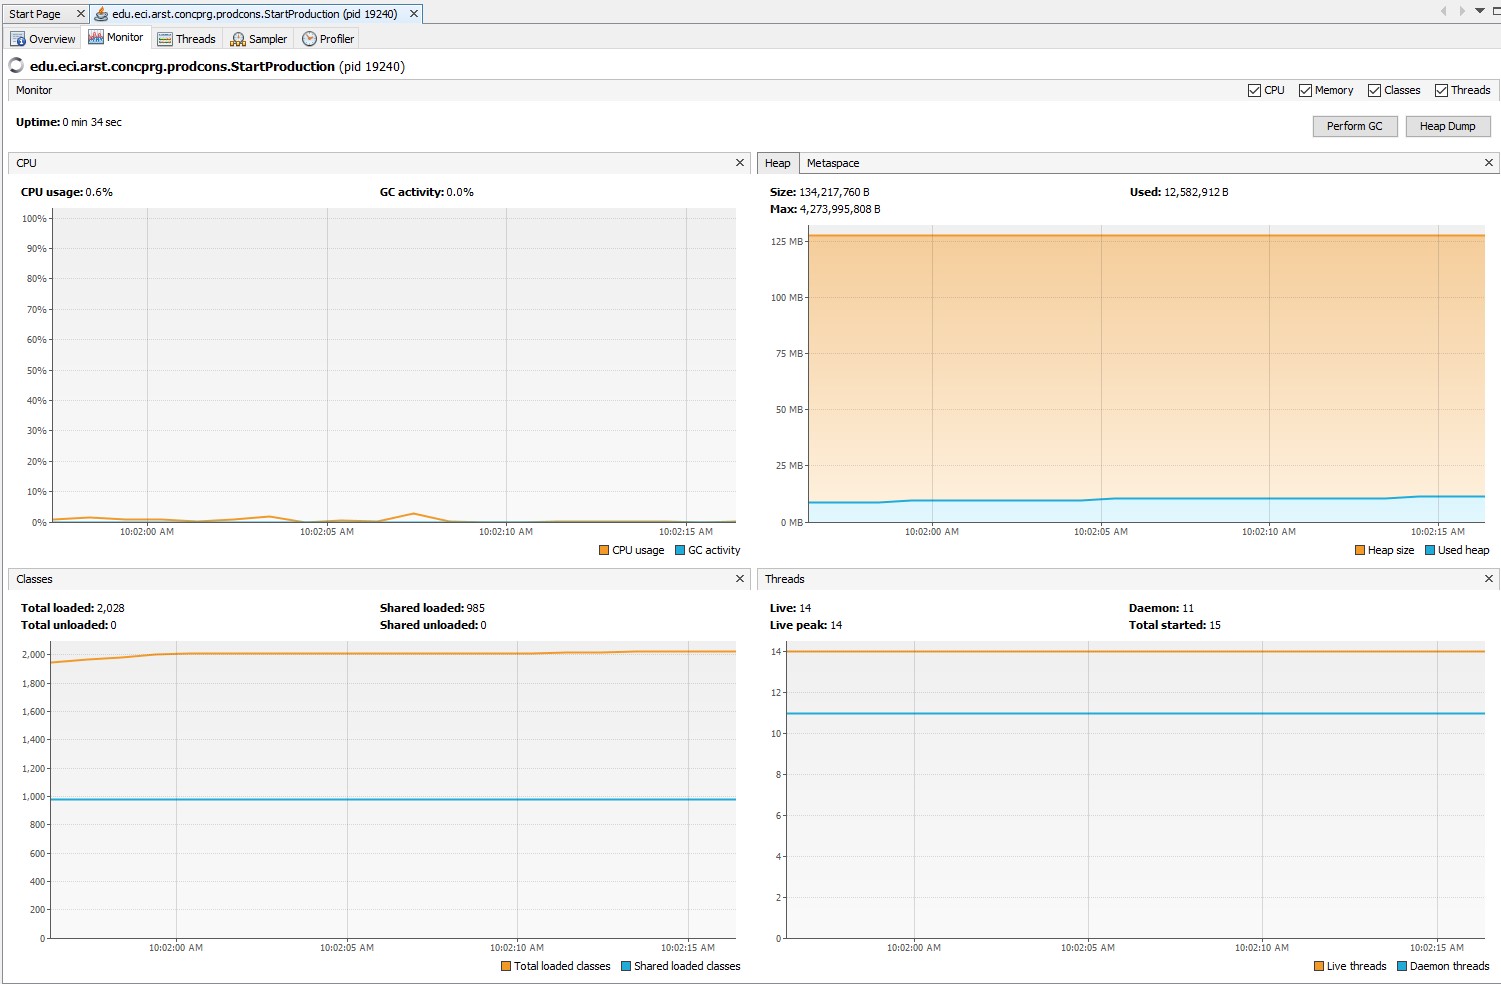 Start Page
edu.eci.arst.concprg.prodcons.StartProduction (pid 19240)
Overview Monitor Threads Sampler Profiler
edu.eci.arst.concprg.prodcons.StartProduction (pid 19240)
Monitor
CPU Memory Classes Threads
Uptime: 0 min 34 sec
Perform GC Heap Dump
CPU
CPU usage: 0.6% GC activity: 0.0%
100%
90%
80%
70%
60%
50%
40%
30%
20%
10%
0%
10:02:00 AM 10:02:05 AM 10:02:10 AM 10:02:15 AM
CPU usage GC activity
Heap Metaspace
Size: 134,217,760 B Used: 12,582,912 B
Max: 4,273,995,808 B
125 MB
100 MB
75 MB
50 MB
25 MB
0 MB
10:02:00 AM 10:02:05 AM 10:02:10 AM 10:02:15 AM
Heap size Used heap
Classes
Total loaded: 2,028 Shared loaded: 985
Total unloaded: 0 Shared unloaded: 0
2,000
1,800
1,600
1,400
1,200
1,000
800
600
400
200
0
10:02:00 AM 10:02:05 AM 10:02:10 AM 10:02:15 AM
Total loaded classes Shared loaded classes
Threads
Live: 14 Daemon: 11
Live peak: 14 Total started: 15
14
12
10
8
6
4
2
0
10:02:00 AM 10:02:05 AM 10:02:10 AM 10:02:15 AM
Live threads Daemon threads